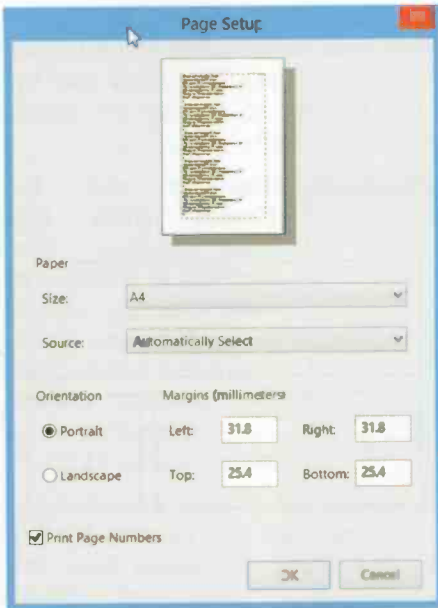 Page Setup
Paper
Size: A4
Source: Automatically Select
Orientation Margins (millimeters)
Portrait Left: 31.8 Right: 31.8
Landscape Top: 25.4 Bottom: 25.4
Print Page Numbers
OK Cancel